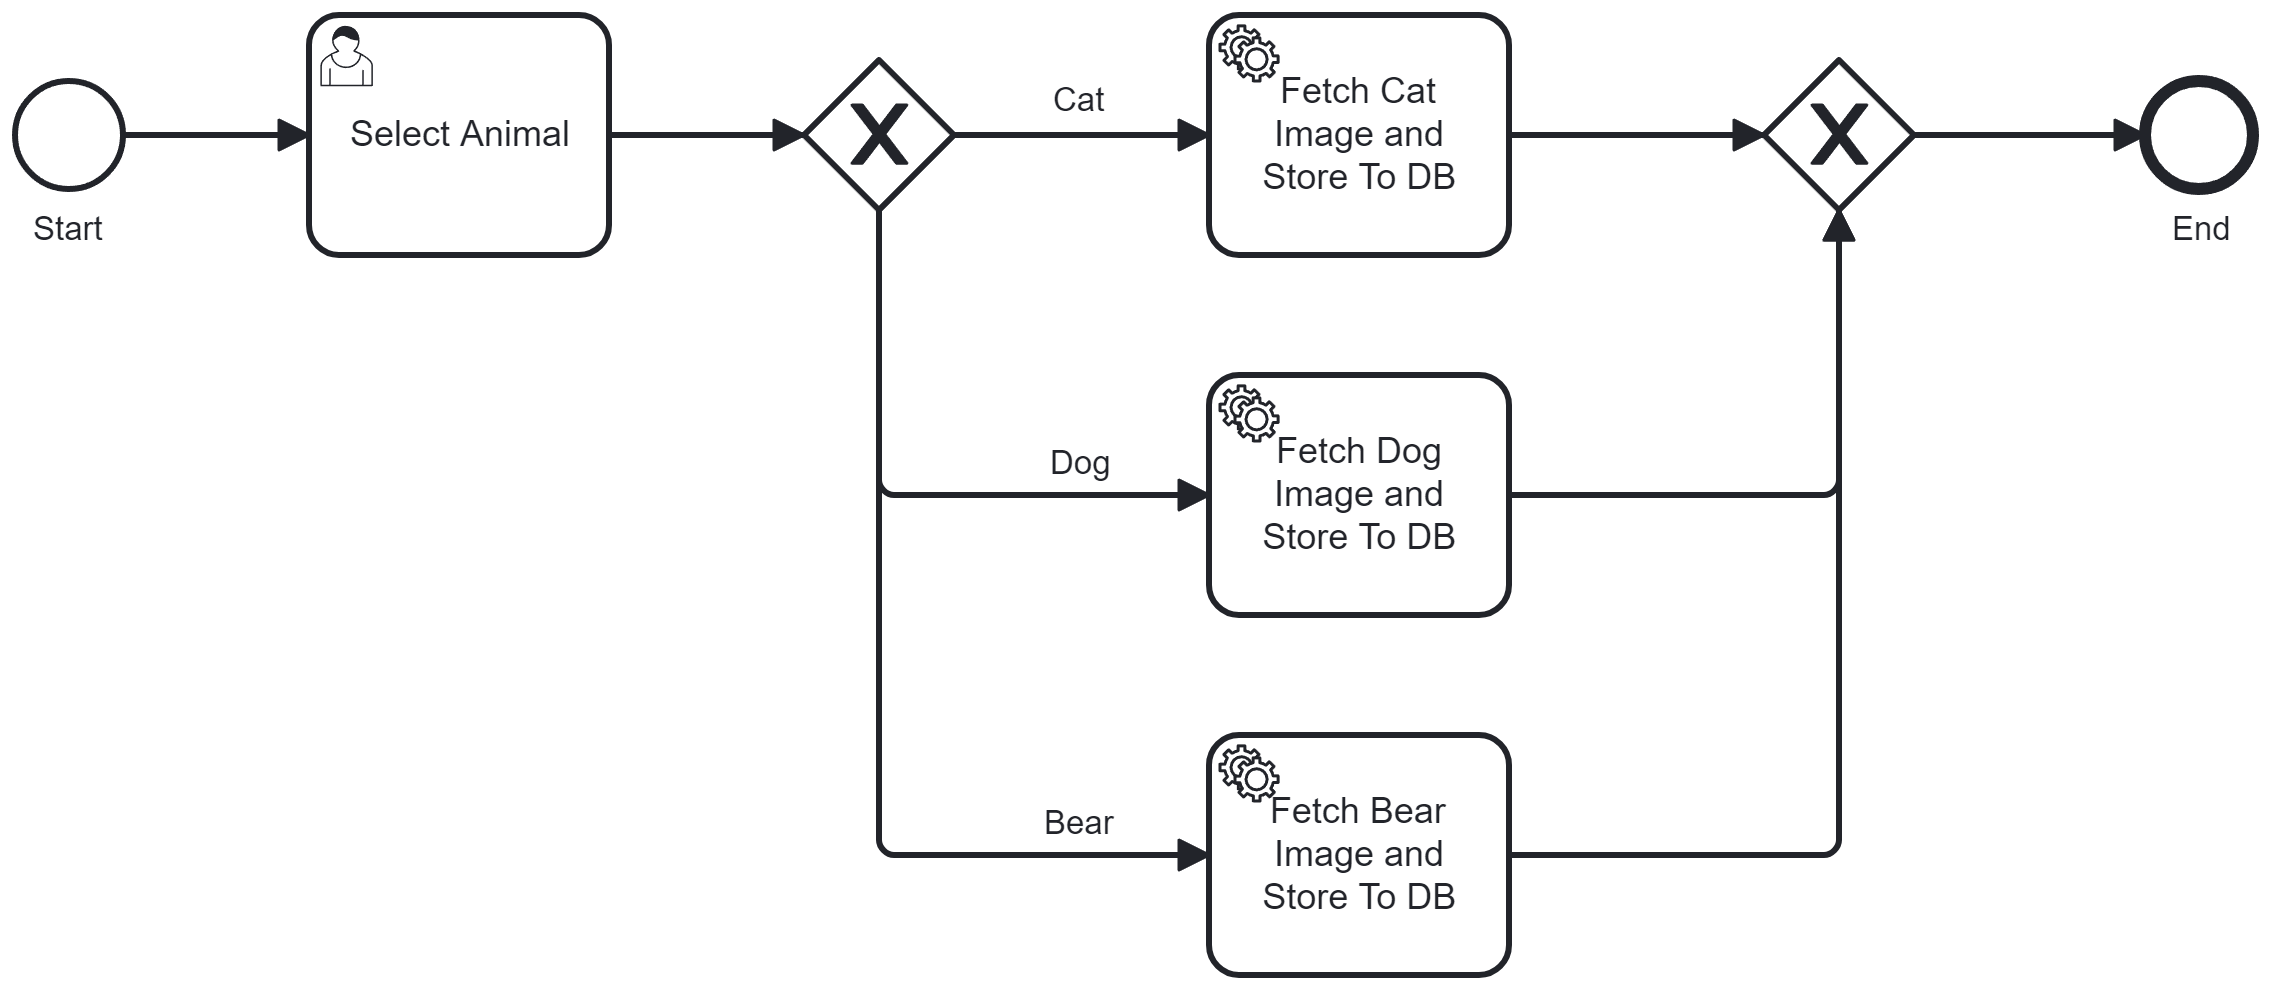 Start
Select Animal
Cat
Fetch Cat
Image and
Store To DB
End
Dog
Fetch Dog
Image and
Store To DB
Bear
Fetch Bear
Image and
Store To DB